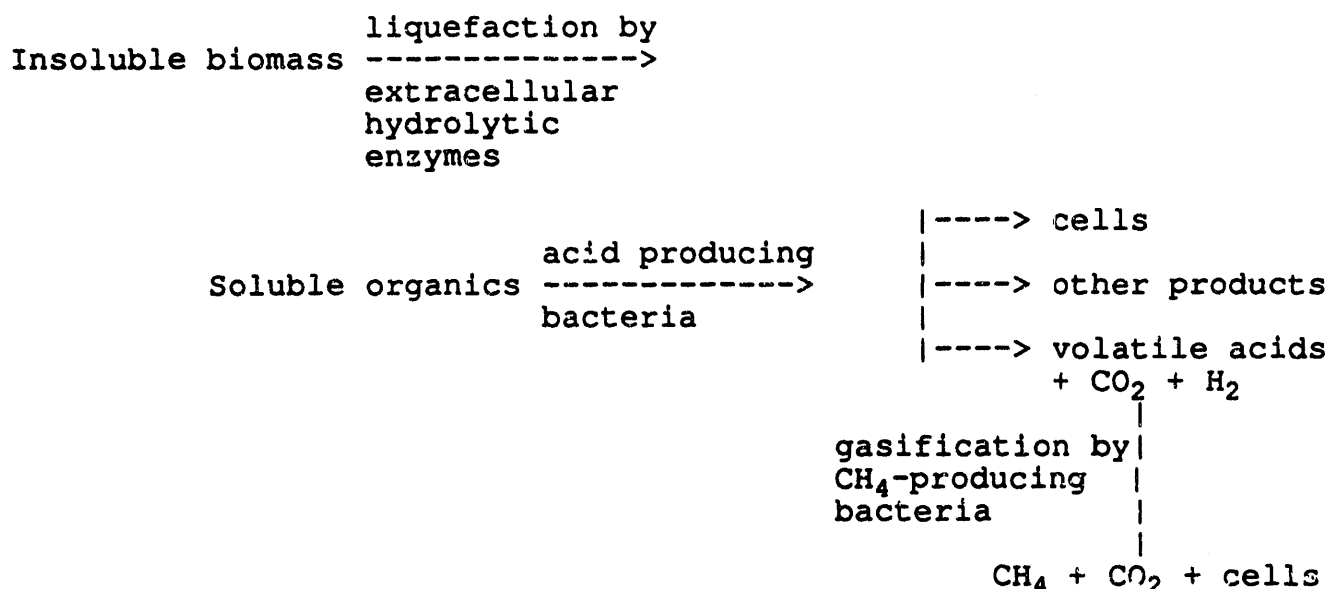 liquefaction by
Insoluble biomass -------------->
extracellular
hydrolytic
enzymes
|----> cells
acid producing |
Soluble organics -------------> |----> other products
bacteria |
|----> volatile acids
+ CO₂ + H₂
|
gasification by|
CH₄-producing |
bacteria |
|
CH₄ + CO₂ + cells